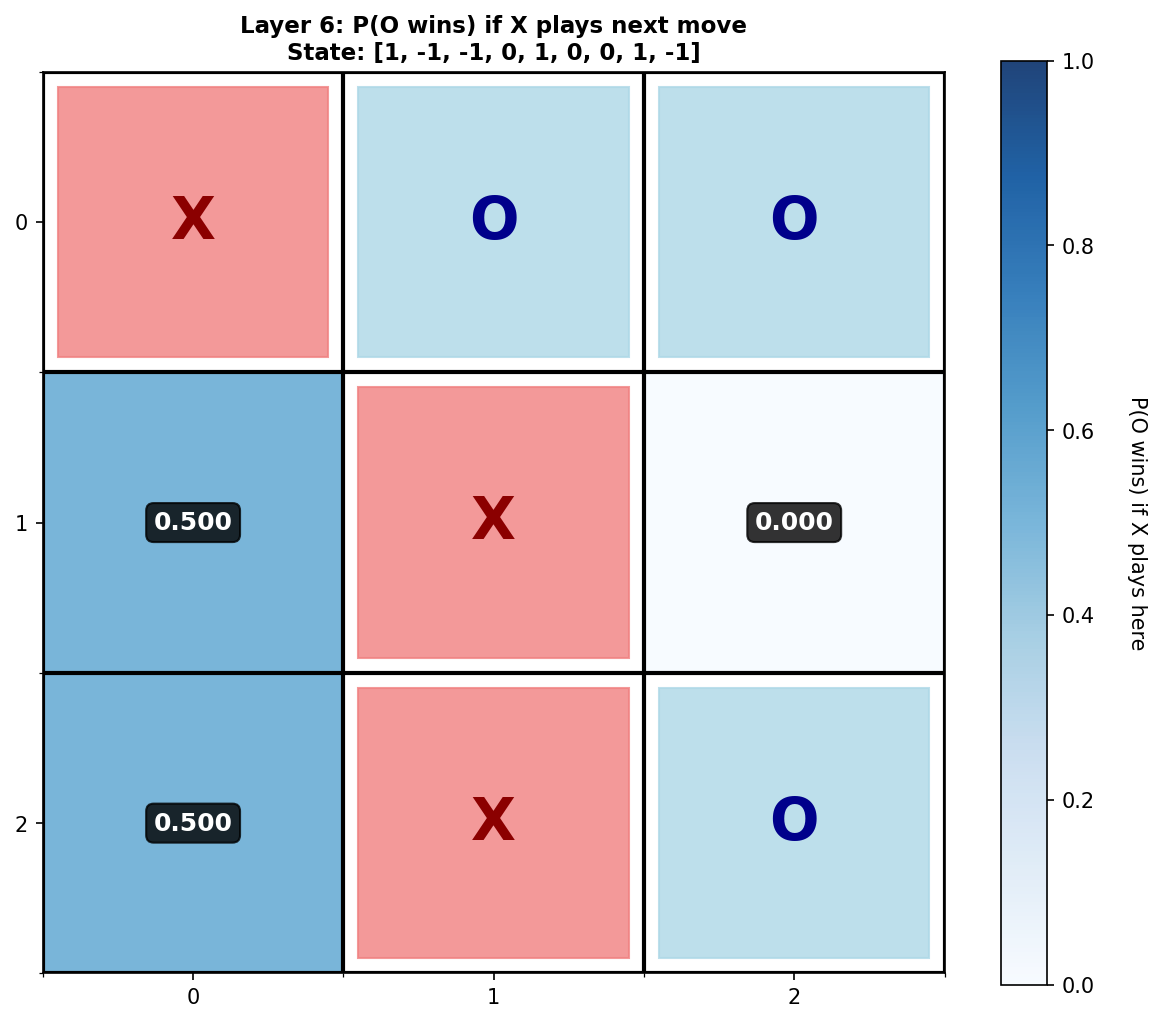 Layer 6: P(O wins) if X plays next move
State: [1, -1, -1, 0, 1, 0, 0, 1, -1]
0
X
O
O
1
0.500
X
0.000
2
0.500
X
O
0
1
2
1.0
0.8
0.6
0.4
0.2
0.0
P(O wins) if X plays here